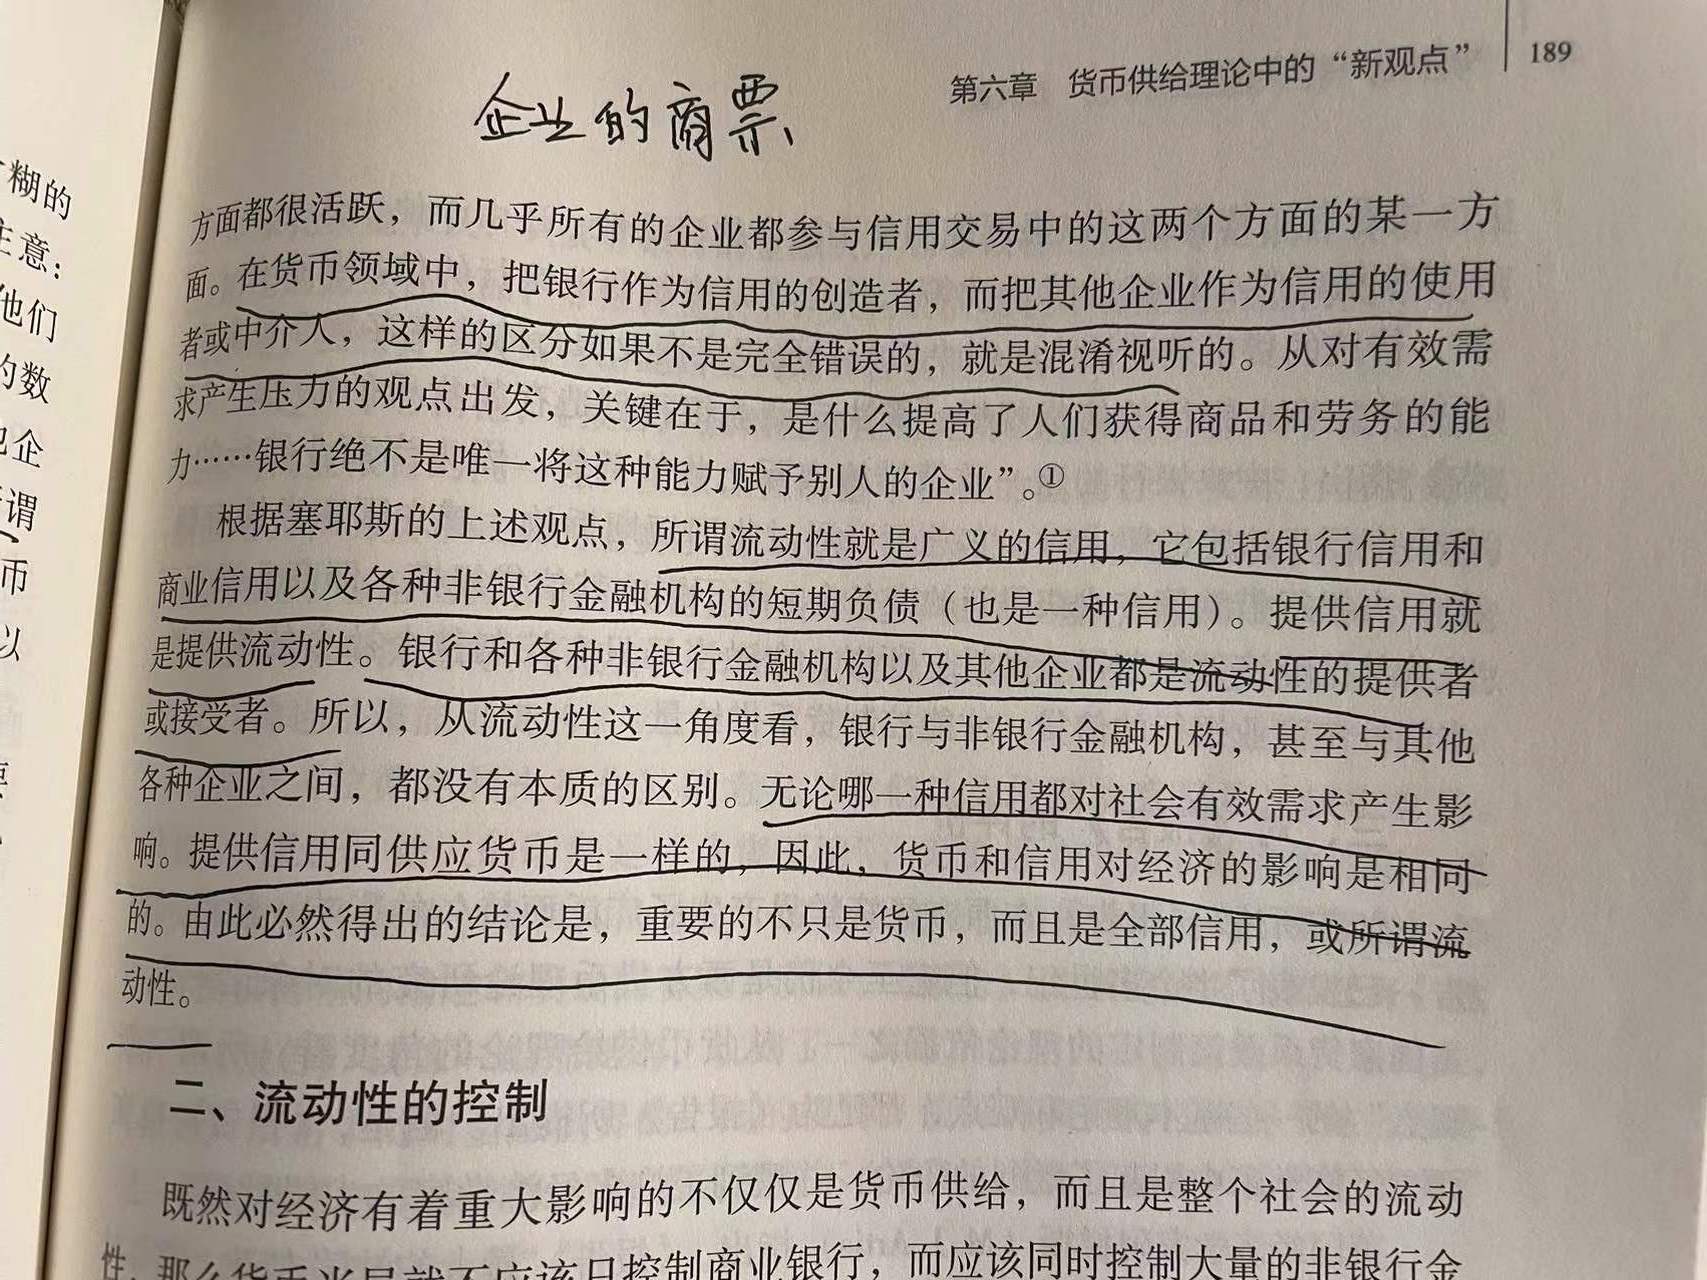 糊的
主意：
他们
的数
企
谓
币
以
第六章 货币供给理论中的“新观点” 189
企业的商票
方面都很活跃，而几乎所有的企业都参与信用交易中的这两个方面的某一方
面。在货币领域中，把银行作为信用的创造者，而把其他企业作为信用的使用
者或中介人，这样的区分如果不是完全错误的，就是混淆视听的。从对有效需
求产生压力的观点出发，关键在于，是什么提高了人们获得商品和劳务的能
力……银行绝不是唯一将这种能力赋予别人的企业”。①
根据塞耶斯的上述观点，所谓流动性就是广义的信用，它包括银行信用和
商业信用以及各种非银行金融机构的短期负债（也是一种信用）。提供信用就
是提供流动性。银行和各种非银行金融机构以及其他企业都是流动性的提供者
或接受者。所以，从流动性这一角度看，银行与非银行金融机构，甚至与其他
各种企业之间，都没有本质的区别。无论哪一种信用都对社会有效需求产生影
响。提供信用同供应货币是一样的，因此，货币和信用对经济的影响是相同
的。由此必然得出的结论是，重要的不只是货币，而且是全部信用，或所谓流
动性。
二、流动性的控制
既然对经济有着重大影响的不仅仅是货币供给，而且是整个社会的流动
性，那么货币当局就不应该只控制商业银行，而应该同时控制大量的非银行金